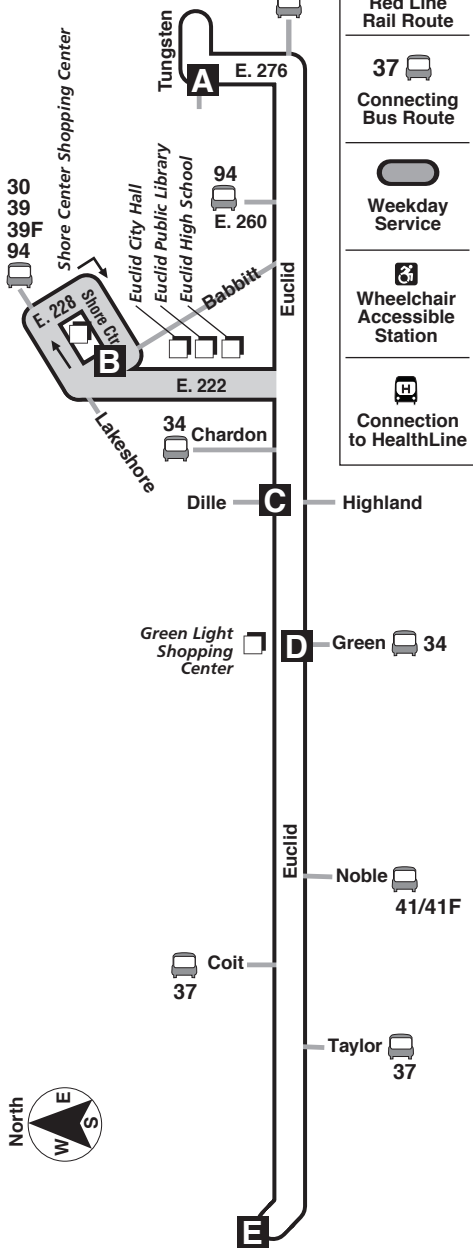 Red Line
Rail Route
37
Connecting
Bus Route
Weekday
Service
Wheelchair
Accessible
Station
H
Connection
to HealthLine
Tungsten
A
E. 276
Shore Center Shopping Center
30
39
39F
94
Euclid City Hall
Euclid Public Library
Euclid High School
94
E. 260
Babbitt
Euclid
E. 228
Shore Ctr.
B
E. 222
Lakeshore
34 Chardon
Dille
C
Highland
Green Light
Shopping
Center
D
Green 34
Euclid
Noble
41/41F
Coit
37
Taylor
37
North
W E S
E